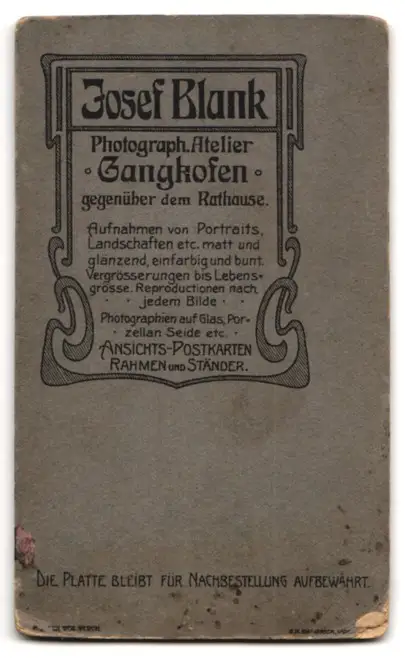 Josef Blank
Photograph. Atelier
Gangkofen
gegenüber dem Rathause.
Aufnahmen von Portraits,
Landschaften etc. matt und
glänzend, einfarbig und bunt.
Vergrösserungen bis Lebens-
grösse. Reproductionen nach
jedem Bilde
Photographien auf Glas, Por-
zellan Seide etc.
ANSICHTS-POSTKARTEN
RAHMEN UND STÄNDER.
DIE PLATTE BLEIBT FÜR NACHBESTELLUNG AUFBEWAHRT.